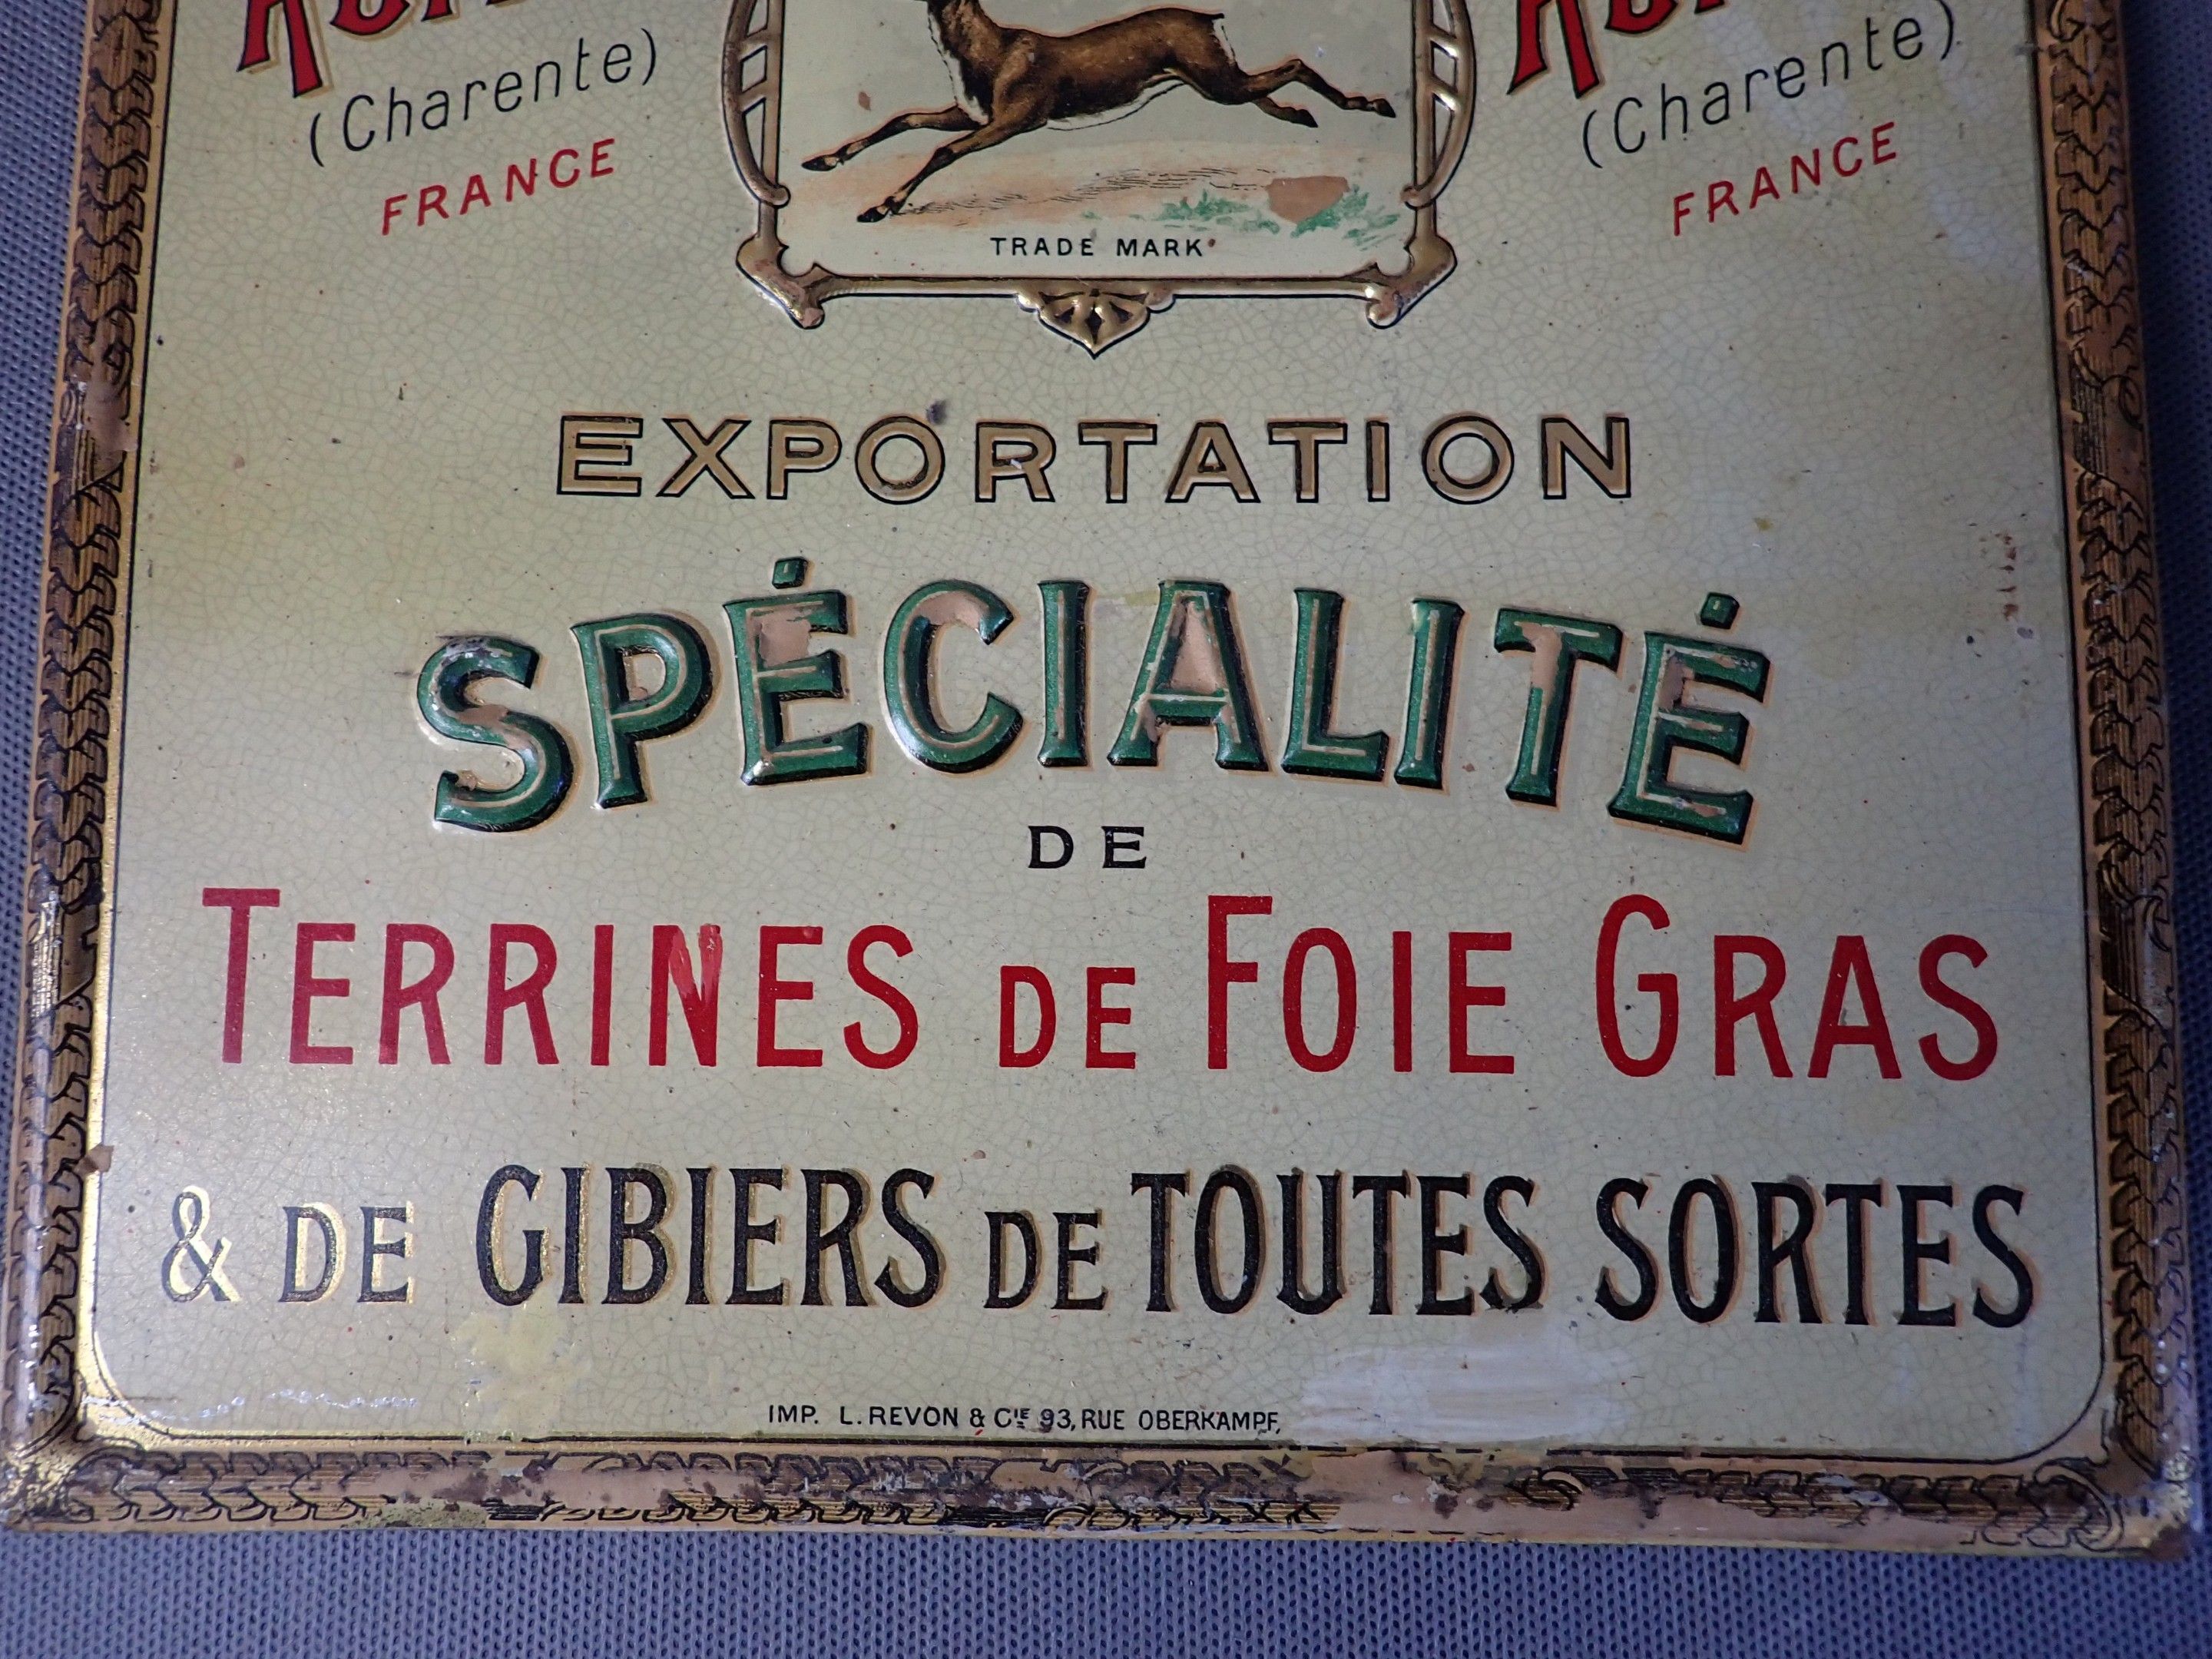 (Charente)
FRANCE
(Charente)
FRANCE
TRADE MARK
EXPORTATION
SPÉCIALITÉ
DE
TERRINES DE FOIE GRAS
& DE GIBIERS DE TOUTES SORTES
IMP. L. REVON & CIE 93, RUE OBERKAMPF,